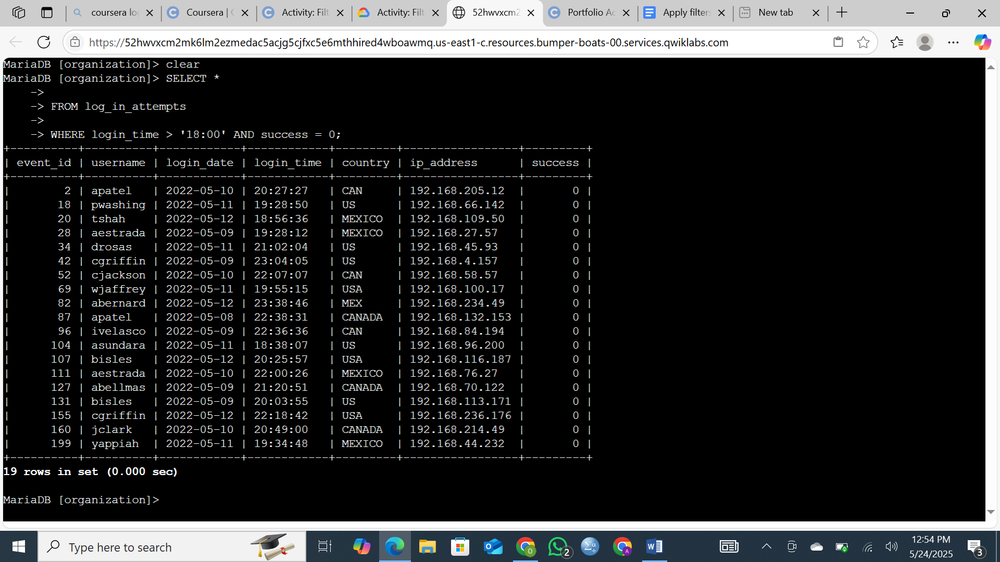 coursera lo
Coursera |
Activity: Filt
Activity: Filt
52hwvxcm2
Portfolio Ac
Apply filters
New tab
https://52hwvxcm2mk6lm2ezmedac5acjg5cjfxc5e6mthhired4wboawmq.us-east1-c.resources.bumper-boats-00.services.qwiklabs.com
MariaDB [organization]> clear
MariaDB [organization]> SELECT *
    ->
    -> FROM log_in_attempts
    ->
    -> WHERE login_time > '18:00' AND success = 0;
+----------+----------+------------+------------+---------+-----------------+---------+
| event_id | username | login_date | login_time | country | ip_address      | success |
+----------+----------+------------+------------+---------+-----------------+---------+
|        2 | apatel   | 2022-05-10 | 20:27:27   | CAN     | 192.168.205.12  |       0 |
|       18 | pwashing | 2022-05-11 | 19:28:50   | US      | 192.168.66.142  |       0 |
|       20 | tshah    | 2022-05-12 | 18:56:36   | MEXICO  | 192.168.109.50  |       0 |
|       28 | aestrada | 2022-05-09 | 19:28:12   | MEXICO  | 192.168.27.57   |       0 |
|       34 | drosas   | 2022-05-11 | 21:02:04   | US      | 192.168.45.93   |       0 |
|       42 | cgriffin | 2022-05-09 | 23:04:05   | US      | 192.168.4.157   |       0 |
|       52 | cjackson | 2022-05-10 | 22:07:07   | CAN     | 192.168.58.57   |       0 |
|       69 | wjaffrey | 2022-05-11 | 19:55:15   | USA     | 192.168.100.17  |       0 |
|       82 | abernard | 2022-05-12 | 23:38:46   | MEX     | 192.168.234.49  |       0 |
|       87 | apatel   | 2022-05-08 | 22:38:31   | CANADA  | 192.168.132.153 |       0 |
|       96 | ivelasco | 2022-05-09 | 22:36:36   | CAN     | 192.168.84.194  |       0 |
|      104 | asundara | 2022-05-11 | 18:38:07   | US      | 192.168.96.200  |       0 |
|      107 | bisles   | 2022-05-12 | 20:25:57   | USA     | 192.168.116.187 |       0 |
|      111 | aestrada | 2022-05-10 | 22:00:26   | MEXICO  | 192.168.76.27   |       0 |
|      127 | abellmas | 2022-05-09 | 21:20:51   | CANADA  | 192.168.70.122  |       0 |
|      131 | bisles   | 2022-05-09 | 20:03:55   | US      | 192.168.113.171 |       0 |
|      155 | cgriffin | 2022-05-12 | 22:18:42   | USA     | 192.168.236.176 |       0 |
|      160 | jclark   | 2022-05-10 | 20:49:00   | CANADA  | 192.168.214.49  |       0 |
|      199 | yappiah  | 2022-05-11 | 19:34:48   | MEXICO  | 192.168.44.232  |       0 |
+----------+----------+------------+------------+---------+-----------------+---------+
19 rows in set (0.000 sec)
MariaDB [organization]>
Type here to search
2
12:54 PM
5/24/2025
3